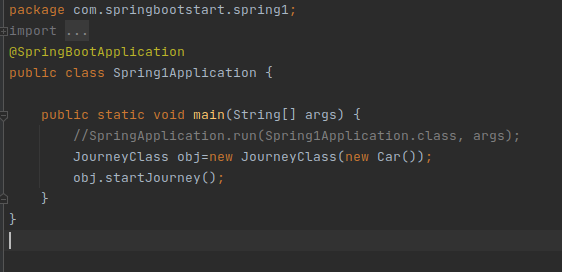 package com.springbootstart.spring1;
import ...
@SpringBootApplication
public class Spring1Application {
public static void main(String[] args) {
//SpringApplication.run(Spring1Application.class, args);
JourneyClass obj=new JourneyClass(new Car());
obj.startJourney();
}
}